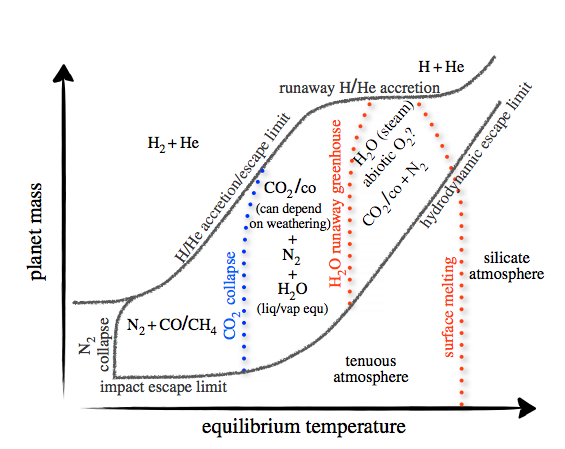 H + He
runaway H/He accretion
H₂ + He
H/He accretion/escape limit
H₂O (steam)
abiotic O₂?
CO₂/co + N₂
hydrodynamic escape limit
CO₂/co
(can depend
on weathering)
+
N₂
+
H₂O
(liq/vap equ)
H₂O runaway greenhouse
planet mass
silicate
atmosphere
N₂ + CO/CH₄
CO₂ collapse
N₂
collapse
surface melting
tenuous
atmosphere
impact escape limit
equilibrium temperature